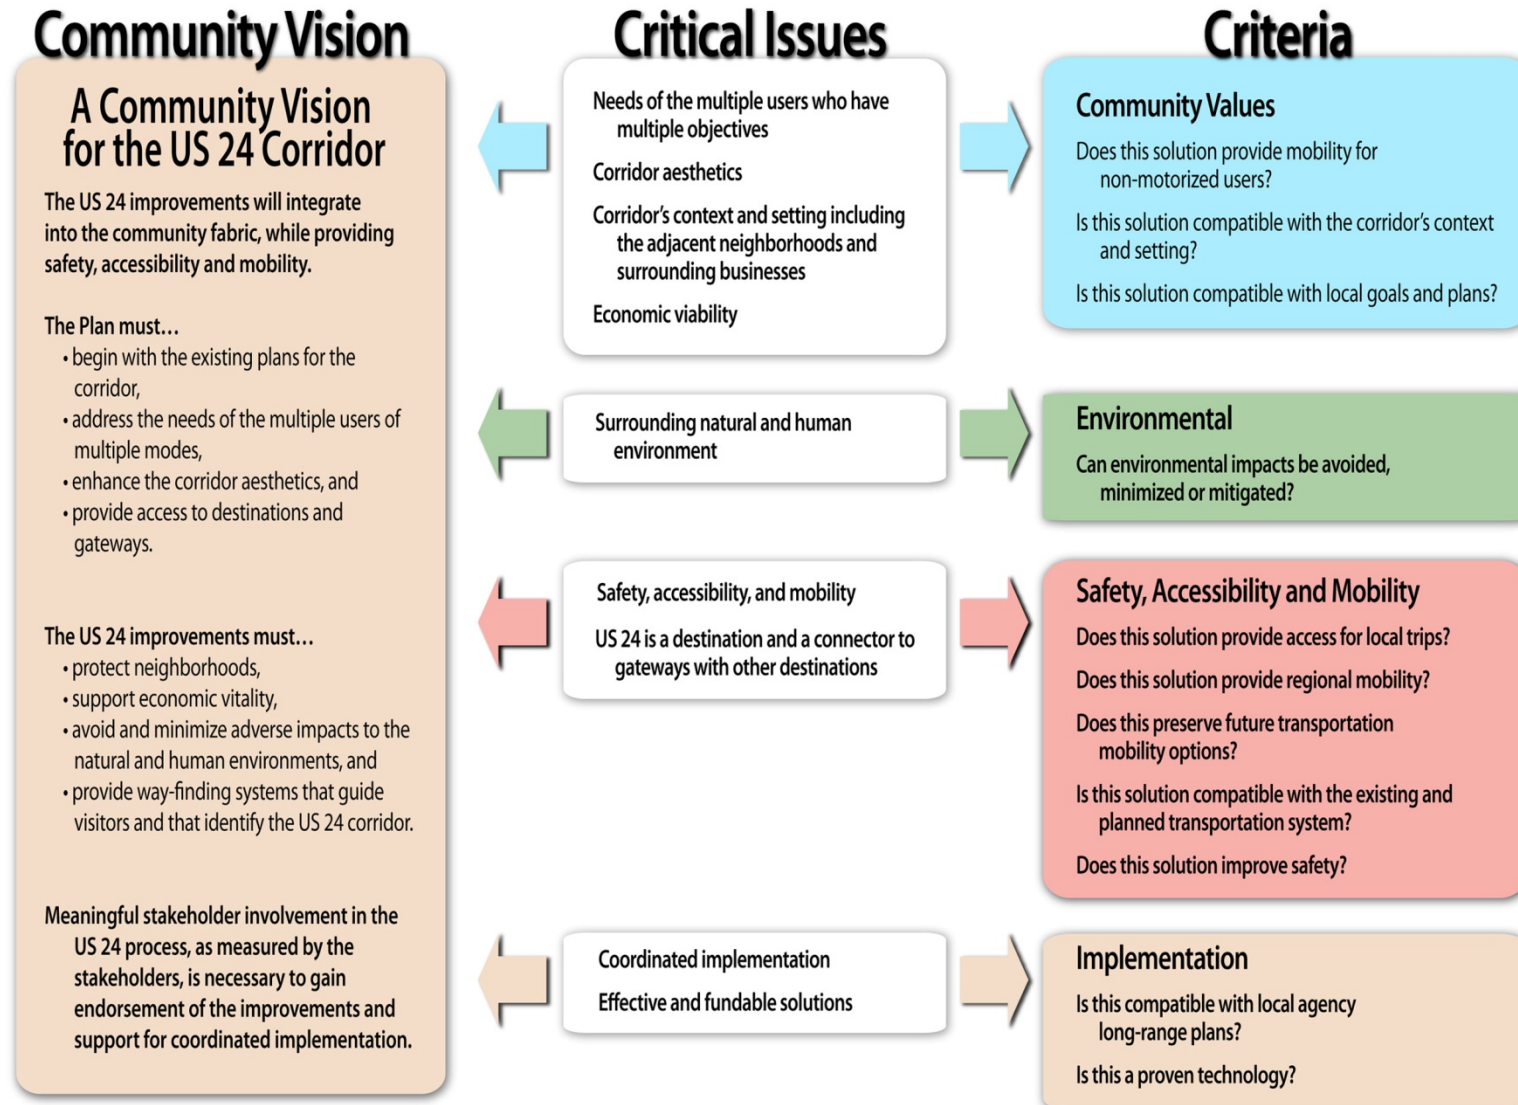 Community Vision
A Community Vision
for the US 24 Corridor
The US 24 improvements will integrate
into the community fabric, while providing
safety, accessibility and mobility.
The Plan must…
• begin with the existing plans for the
corridor,
• address the needs of the multiple users of
multiple modes,
• enhance the corridor aesthetics, and
• provide access to destinations and
gateways.
The US 24 improvements must…
• protect neighborhoods,
• support economic vitality,
• avoid and minimize adverse impacts to the
natural and human environments, and
• provide way-finding systems that guide
visitors and that identify the US 24 corridor.
Meaningful stakeholder involvement in the
US 24 process, as measured by the
stakeholders, is necessary to gain
endorsement of the improvements and
support for coordinated implementation.
Critical Issues
Needs of the multiple users who have
multiple objectives
Corridor aesthetics
Corridor’s context and setting including
the adjacent neighborhoods and
surrounding businesses
Economic viability
Surrounding natural and human
environment
Safety, accessibility, and mobility
US 24 is a destination and a connector to
gateways with other destinations
Coordinated implementation
Effective and fundable solutions
Criteria
Community Values
Does this solution provide mobility for
non-motorized users?
Is this solution compatible with the corridor’s context
and setting?
Is this solution compatible with local goals and plans?
Environmental
Can environmental impacts be avoided,
minimized or mitigated?
Safety, Accessibility and Mobility
Does this solution provide access for local trips?
Does this solution provide regional mobility?
Does this preserve future transportation
mobility options?
Is this solution compatible with the existing and
planned transportation system?
Does this solution improve safety?
Implementation
Is this compatible with local agency
long-range plans?
Is this a proven technology?